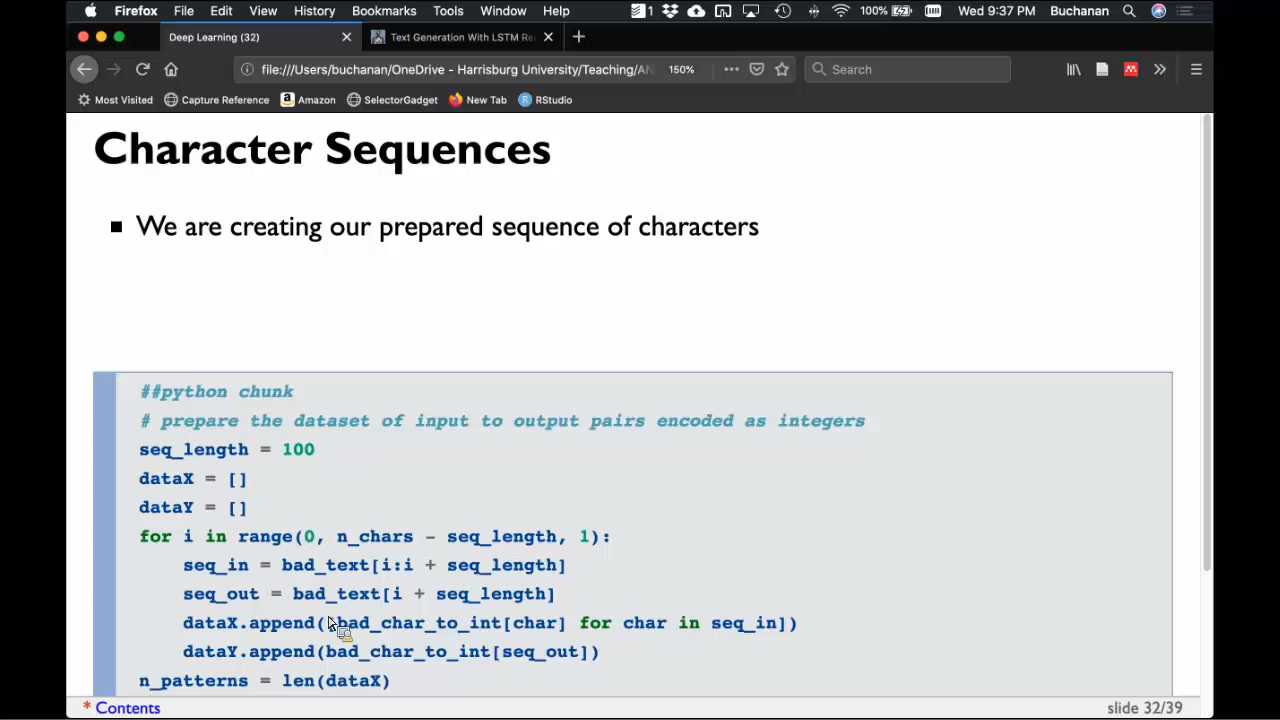 Firefox File Edit View History Bookmarks Tools Window Help 1 100% Wed 9:37 PM Buchanan
Deep Learning (32) Text Generation With LSTM Re
file:///Users/buchanan/OneDrive - Harrisburg University/Teaching/AN 150% Search
Most Visited Capture Reference Amazon SelectorGadget New Tab RStudio
Character Sequences
We are creating our prepared sequence of characters
##python chunk
# prepare the dataset of input to output pairs encoded as integers
seq_length = 100
dataX = []
dataY = []
for i in range(0, n_chars - seq_length, 1):
seq_in = bad_text[i:i + seq_length]
seq_out = bad_text[i + seq_length]
dataX.append([bad_char_to_int[char] for char in seq_in])
dataY.append(bad_char_to_int[seq_out])
n_patterns = len(dataX)
* Contents slide 32/39